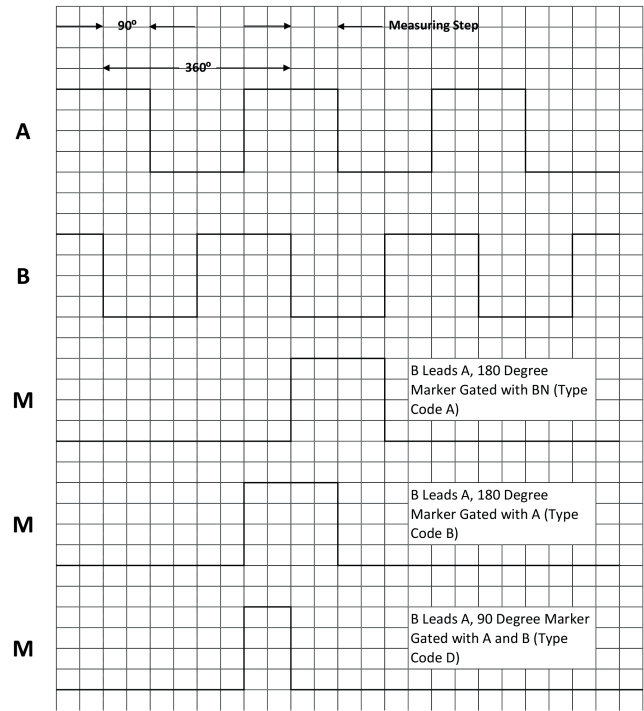 90º
Measuring Step
360º
A
B
M
B Leads A, 180 Degree
Marker Gated with BN (Type
Code A)
M
B Leads A, 180 Degree
Marker Gated with A (Type
Code B)
M
B Leads A, 90 Degree Marker
Gated with A and B (Type
Code D)